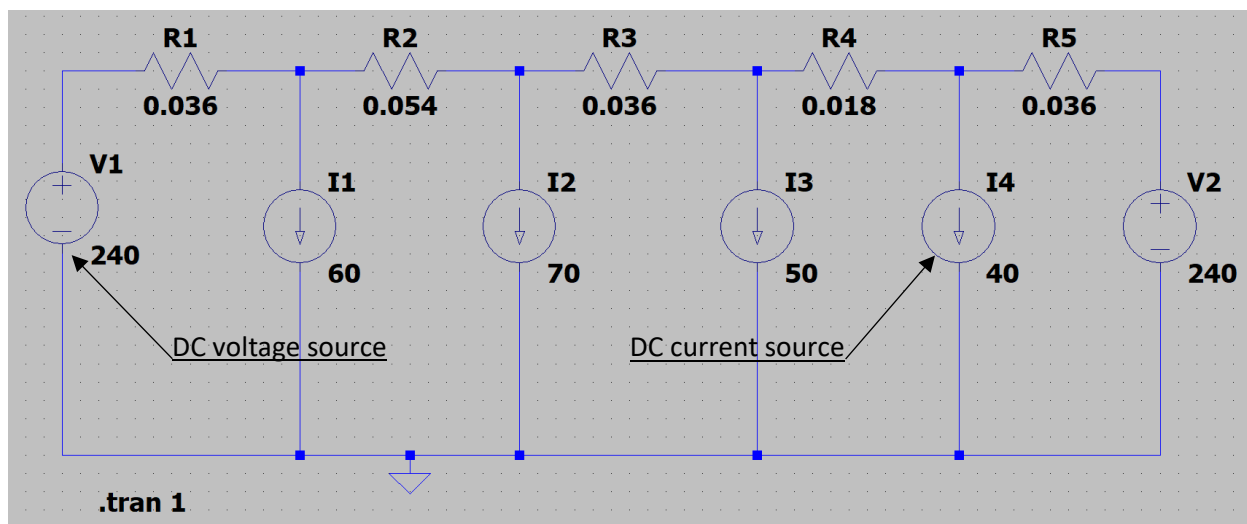 R1 R2 R3 R4 R5
0.036 0.054 0.036 0.018 0.036
V1 I1 I2 I3 I4 V2
240 60 70 50 40 240
DC voltage source DC current source
.tran 1